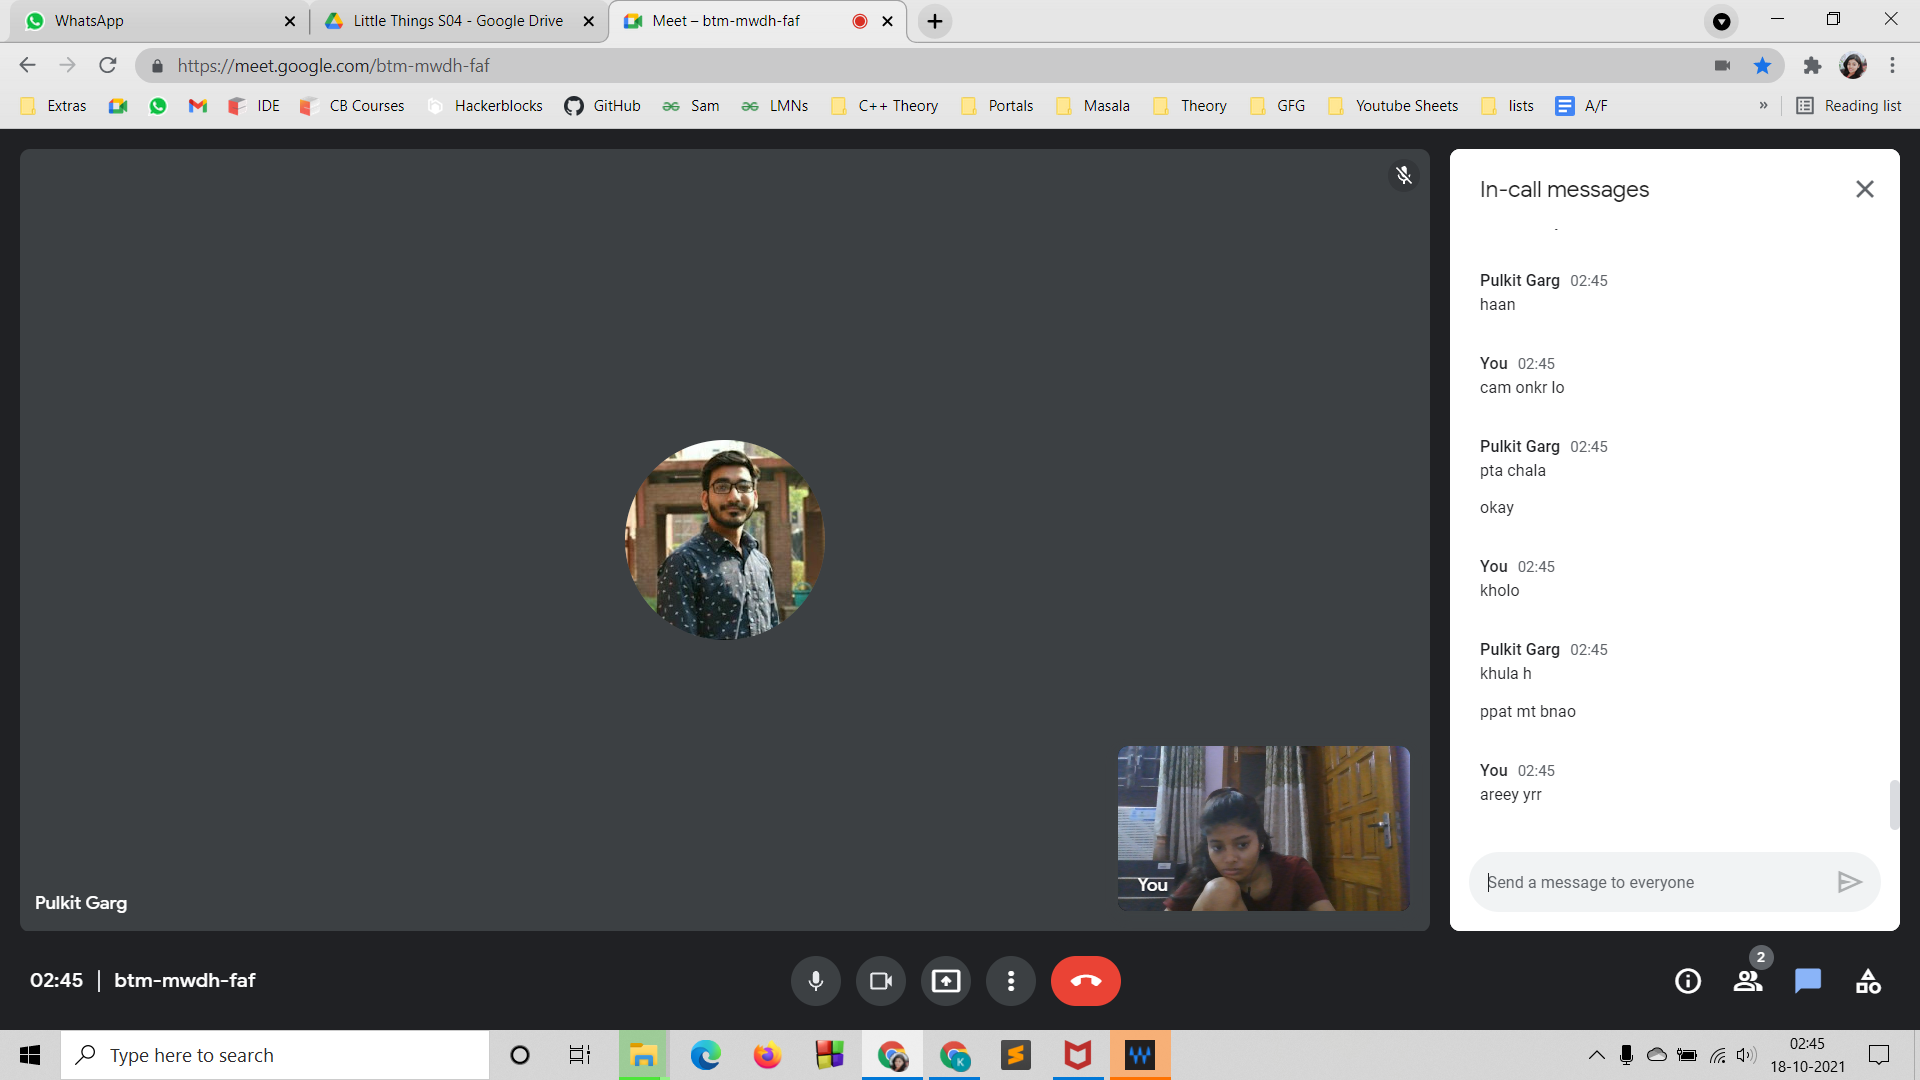 WhatsApp
Little Things S04 - Google Drive
Meet – btm-mwdh-faf
https://meet.google.com/btm-mwdh-faf
Extras IDE CB Courses Hackerblocks GitHub Sam LMNs C++ Theory Portals Masala Theory GFG Youtube Sheets lists A/F » Reading list
In-call messages
Pulkit Garg 02:45
haan
You 02:45
cam onkr lo
Pulkit Garg 02:45
pta chala
okay
You 02:45
kholo
Pulkit Garg 02:45
khula h
ppat mt bnao
You 02:45
areey yrr
Send a message to everyone
You
Pulkit Garg
02:45 | btm-mwdh-faf
2
Type here to search
K
02:45
18-10-2021